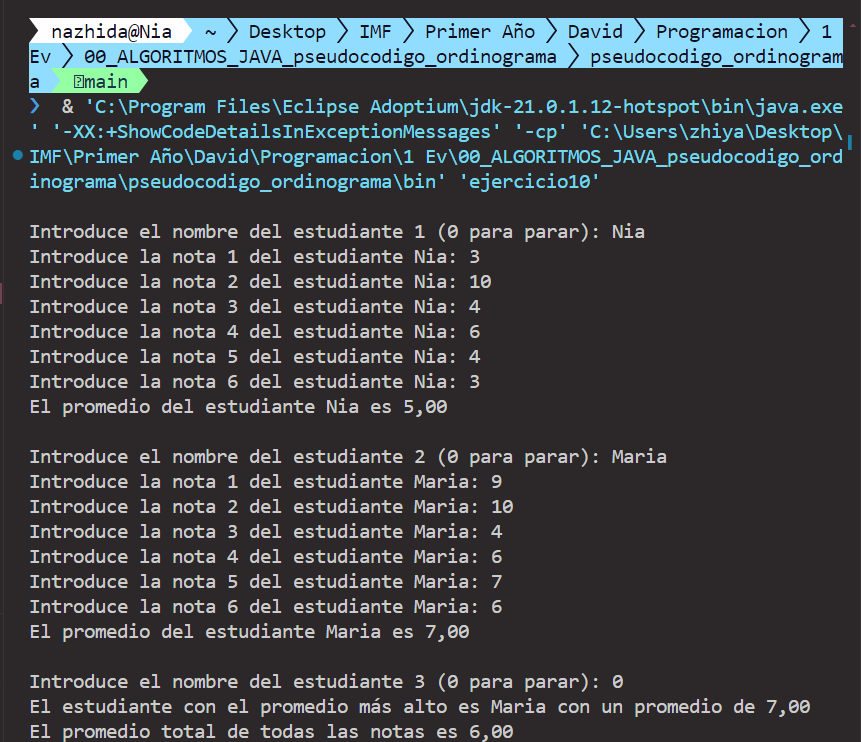 nazhida@Nia ~ Desktop IMF Primer Año David Programacion 1
Ev 00_ALGORITMOS_JAVA_pseudocodigo_ordinograma pseudocodigo_ordinogram
a main
❯ & 'C:\Program Files\Eclipse Adoptium\jdk-21.0.1.12-hotspot\bin\java.exe
' '-XX:+ShowCodeDetailsInExceptionMessages' '-cp' 'C:\Users\zhiya\Desktop\
IMF\Primer Año\David\Programacion\1 Ev\00_ALGORITMOS_JAVA_pseudocodigo_ord
inograma\pseudocodigo_ordinograma\bin' 'ejercicio10'
Introduce el nombre del estudiante 1 (0 para parar): Nia
Introduce la nota 1 del estudiante Nia: 3
Introduce la nota 2 del estudiante Nia: 10
Introduce la nota 3 del estudiante Nia: 4
Introduce la nota 4 del estudiante Nia: 6
Introduce la nota 5 del estudiante Nia: 4
Introduce la nota 6 del estudiante Nia: 3
El promedio del estudiante Nia es 5,00
Introduce el nombre del estudiante 2 (0 para parar): Maria
Introduce la nota 1 del estudiante Maria: 9
Introduce la nota 2 del estudiante Maria: 10
Introduce la nota 3 del estudiante Maria: 4
Introduce la nota 4 del estudiante Maria: 6
Introduce la nota 5 del estudiante Maria: 7
Introduce la nota 6 del estudiante Maria: 6
El promedio del estudiante Maria es 7,00
Introduce el nombre del estudiante 3 (0 para parar): 0
El estudiante con el promedio más alto es Maria con un promedio de 7,00
El promedio total de todas las notas es 6,00